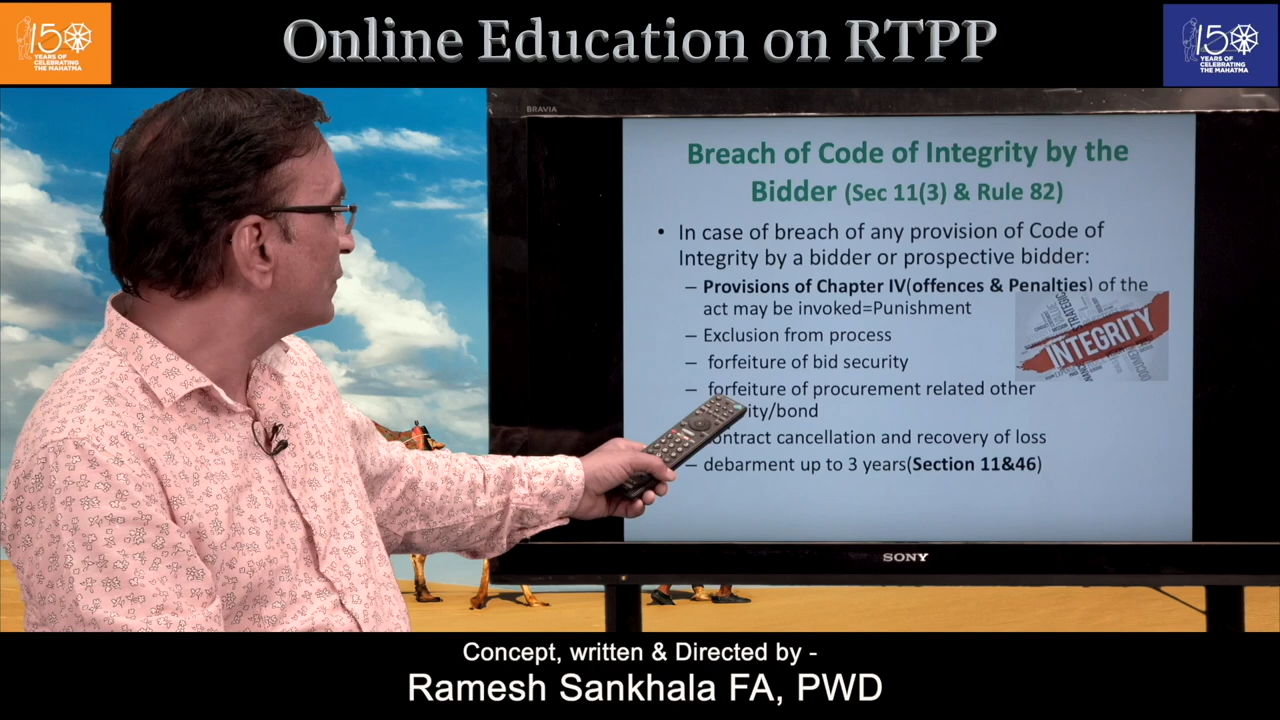 150
YEARS OF
CELEBRATING
THE MAHATMA
Online Education on RTPP
150
YEARS OF
CELEBRATING
THE MAHATMA
BRAVIA
Breach of Code of Integrity by the
Bidder (Sec 11(3) & Rule 82)
• In case of breach of any provision of Code of
Integrity by a bidder or prospective bidder:
– Provisions of Chapter IV(offences & Penalties) of the
act may be invoked=Punishment
– Exclusion from process
– forfeiture of bid security
– forfeiture of procurement related other
ity/bond
ontract cancellation and recovery of loss
– debarment up to 3 years(Section 11&46)
INTEGRITY
STRATEGIC
SONY
Concept, written & Directed by -
Ramesh Sankhala FA, PWD